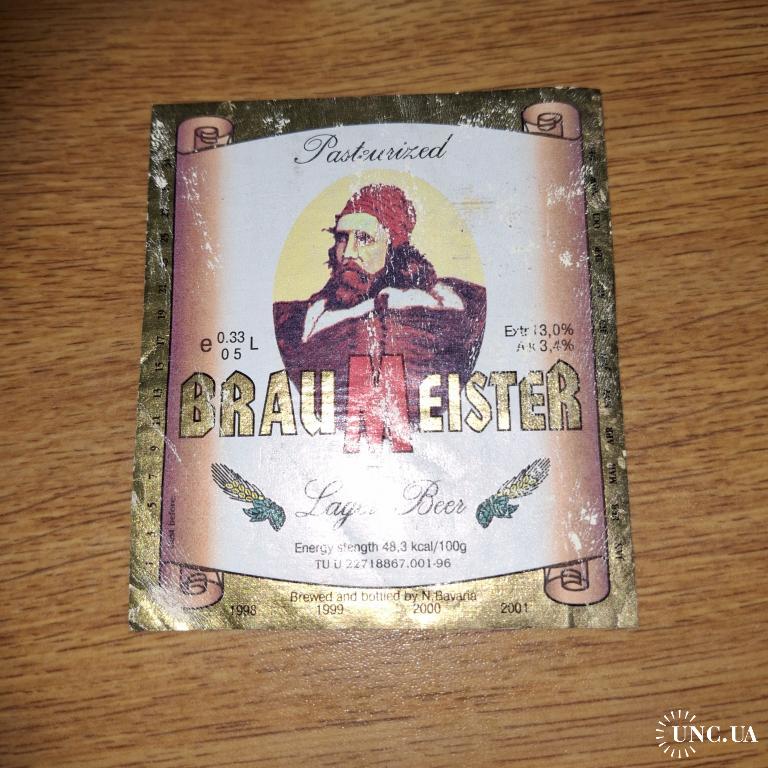 Pasteurized
e 0.33 L
0 5
Extr 13,0%
3,4%
BRAUMEISTER
Lager Beer
Energy stength 48,3 kcal/100g
TU U 22718867.001-96
Brewed and bottled by N.Bavaria
1998 1999 2000 2001
UNC.UA